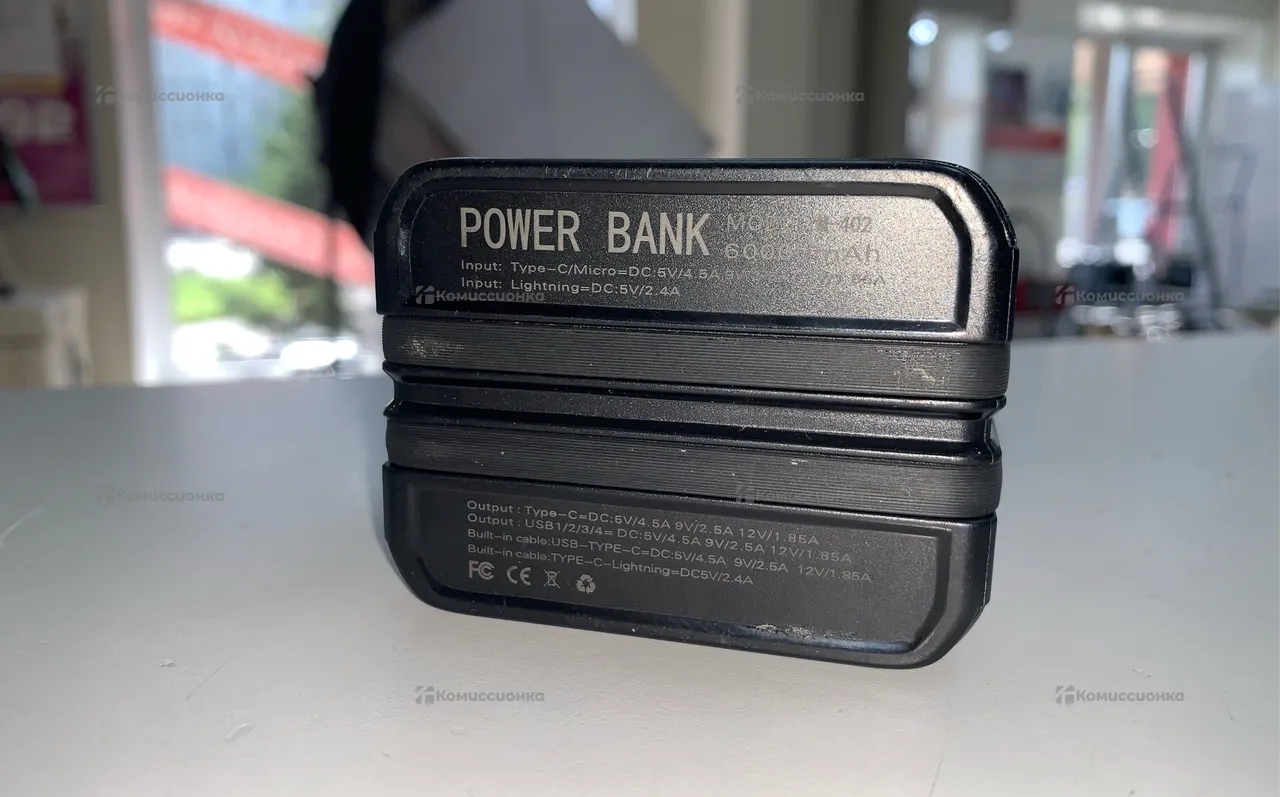 POWER BANK
Input: Type-C/Micro=DC:5V/4.5A
Input: Lightning=DC:5V/2.4A
Output : Type-C=DC:5V/4.5A 9V/2.5A 12V/1.85A
Output : USB1/2/3/4= DC:5V/4.5A 9V/2.5A 12V/1.85A
Built-in cable:USB-TYPE-C=DC:5V/4.5A 9V/2.5A 12V/1.85A
Built-in cable:TYPE-C-Lightning=DC5V/2.4A
FC CE
Комиссионка
Комиссионка
Комиссионка
Комиссионка
Комиссионка
Комиссионка
Комиссионка